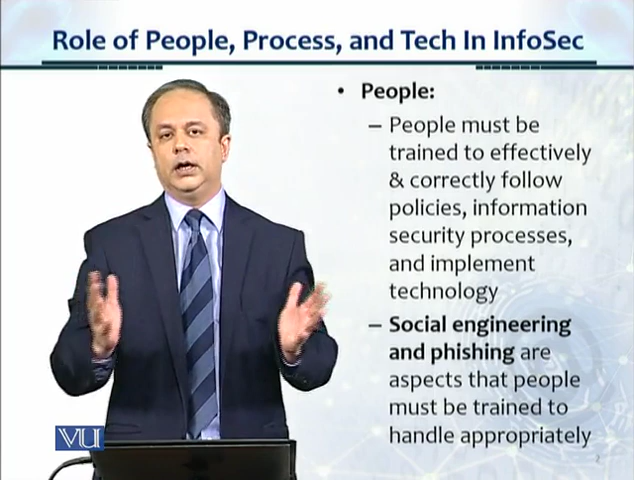 Role of People, Process, and Tech In InfoSec
• People:
– People must be
trained to effectively
& correctly follow
policies, information
security processes,
and implement
technology
– Social engineering
and phishing are
aspects that people
must be trained to
handle appropriately
VU
2